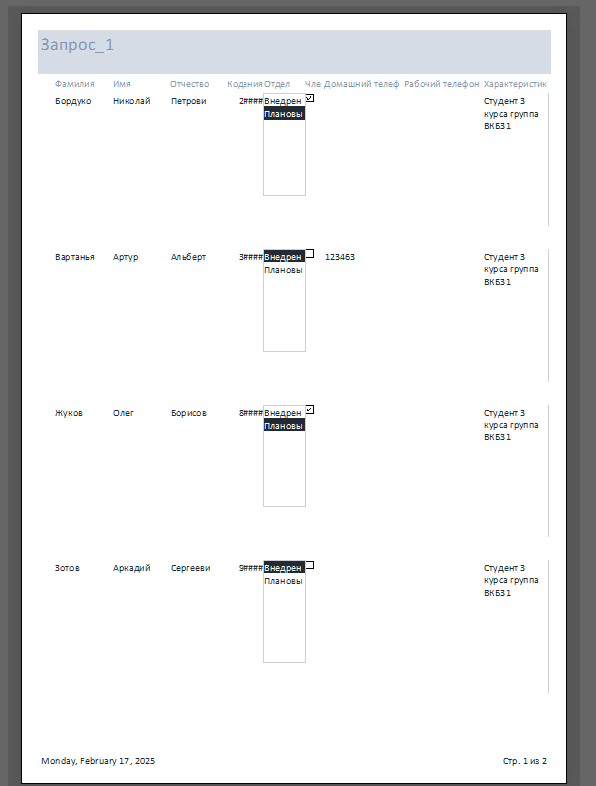 Запрос_1
Фамилия Имя Отчество Кодания Отдел Чле Домашний телеф Рабочий телефон Характеристик
Бордуко Николай Петрови 2#### Внедрен Студент 3
Плановы курса группа
ВКБ31
Вартанья Артур Альберт 3#### Внедрен 123463 Студент 3
Плановы курса группа
ВКБ31
Жуков Олег Борисов 8#### Внедрен Студент 3
Плановы курса группа
ВКБ31
Зотов Аркадий Сергееви 9#### Внедрен Студент 3
Плановы курса группа
ВКБ31
Monday, February 17, 2025 Стр. 1 из 2